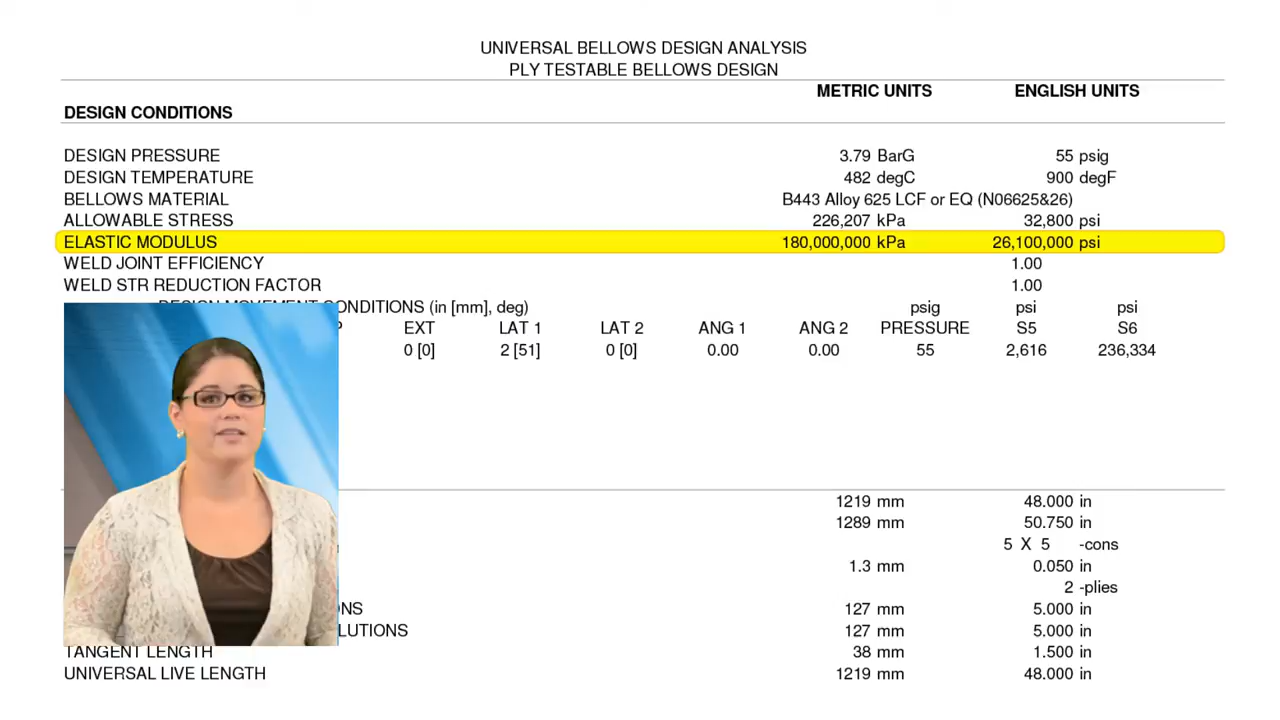 UNIVERSAL BELLOWS DESIGN ANALYSIS
PLY TESTABLE BELLOWS DESIGN
METRIC UNITS ENGLISH UNITS
DESIGN CONDITIONS
DESIGN PRESSURE 3.79 BarG 55 psig
DESIGN TEMPERATURE 482 degC 900 degF
BELLOWS MATERIAL B443 Alloy 625 LCF or EQ (N06625&26)
ALLOWABLE STRESS 226,207 kPa 32,800 psi
ELASTIC MODULUS 180,000,000 kPa 26,100,000 psi
WELD JOINT EFFICIENCY 1.00
WELD STR REDUCTION FACTOR 1.00
DESIGN MOVEMENT CONDITIONS (in [mm], deg) psig psi psi
EXT LAT 1 LAT 2 ANG 1 ANG 2 PRESSURE S5 S6
0 [0] 2 [51] 0 [0] 0.00 0.00 55 2,616 236,334
1219 mm 48.000 in
1289 mm 50.750 in
5 X 5 -cons
1.3 mm 0.050 in
2 -plies
127 mm 5.000 in
127 mm 5.000 in
TANGENT LENGTH 38 mm 1.500 in
UNIVERSAL LIVE LENGTH 1219 mm 48.000 in